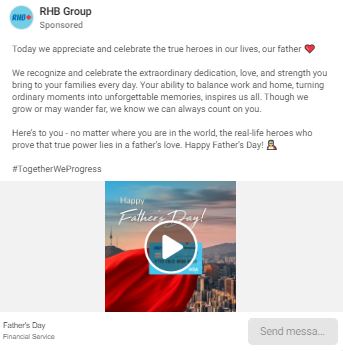 RHB
RHB Group
Sponsored
Today we appreciate and celebrate the true heroes in our lives, our father ❤️
We recognize and celebrate the extraordinary dedication, love, and strength you
bring to your families every day. Your ability to balance work and home, turning
ordinary moments into unforgettable memories, inspires us all. Though we
grow or may wander far, we know we can always count on you.
Here's to you - no matter where you are in the world, the real-life heroes who
prove that true power lies in a father's love. Happy Father's Day!
#TogetherWeProgress
Happy
Father's Day!
Father's Day
Financial Service
Send messa...